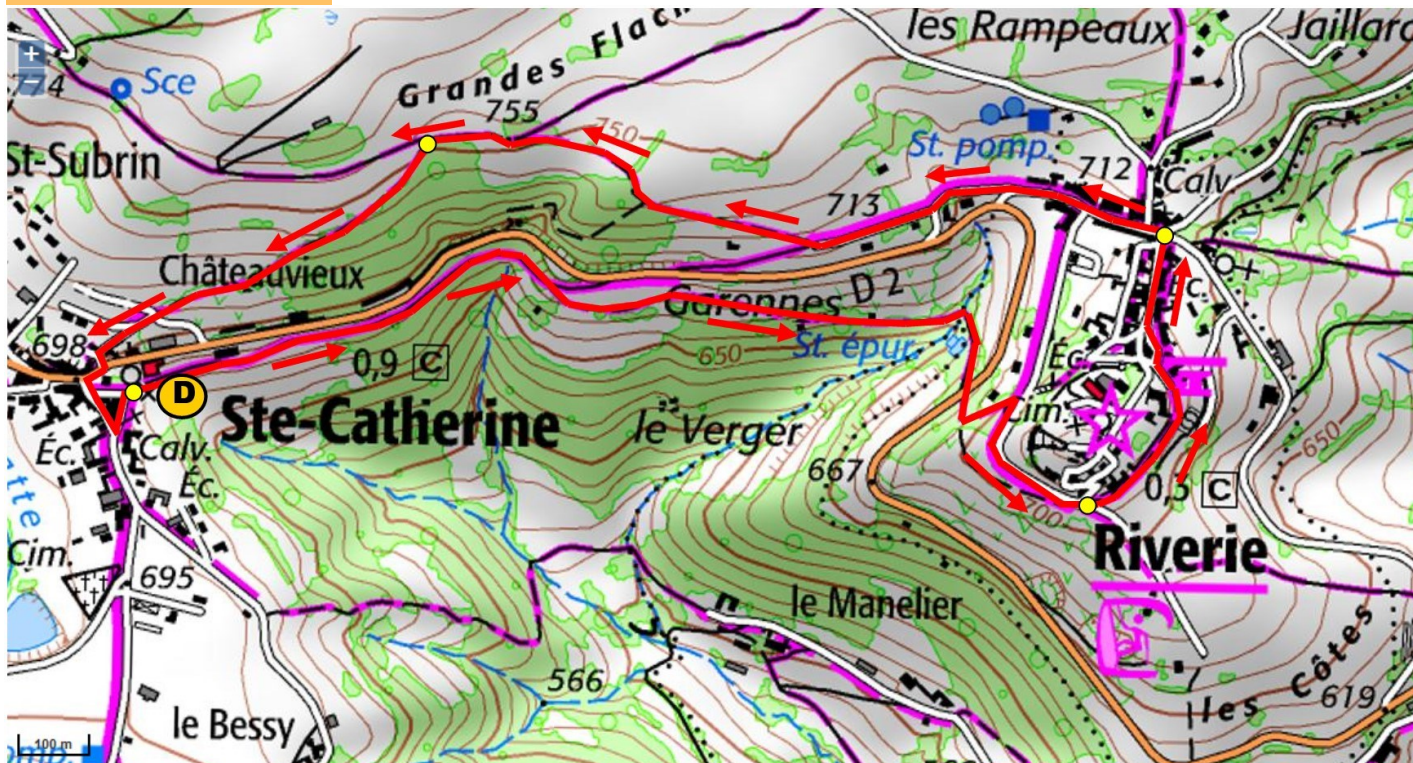 +
−
774
Sce
Grandes Flach
755
750
les Rampeaux
Jaillard
St-Subrin
St. pomp.
712
Calv.
713
Châteauvieux
Garennes
D 2
698
650
St. épur.
0,9 C
D
Ste-Catherine
le Verger
Éc.
Cim.
667
Éc.
Calv.
Éc.
0,5 C
650
700
Riverie
Cim.
695
le Manelier
566
le Bessy
les Côtes
619
100 m
omp.